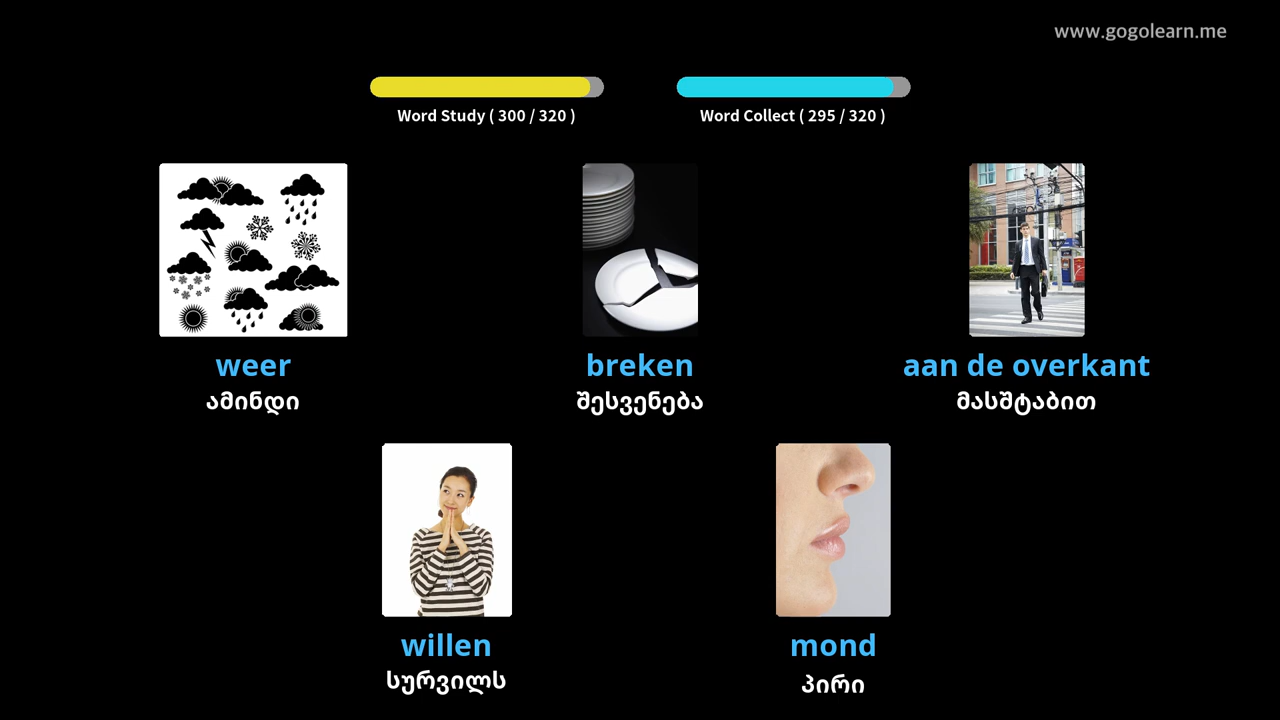 www.gogolearn.me
Word Study ( 300 / 320 )
Word Collect ( 295 / 320 )
weer
ამინდი
breken
შესვენება
aan de overkant
მასშტაბით
willen
სურვილს
mond
პირი